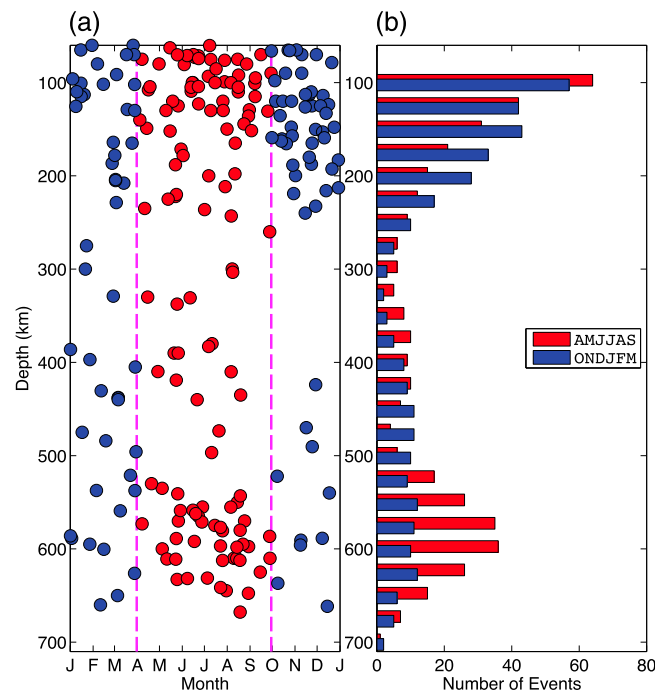 (a)
(b)
100
200
300
400
500
600
700
Depth (km)
J F M A M J J A S O N D J
Month
100
200
300
400
500
600
700
AMJJAS
ONDJFM
0 20 40 60 80
Number of Events